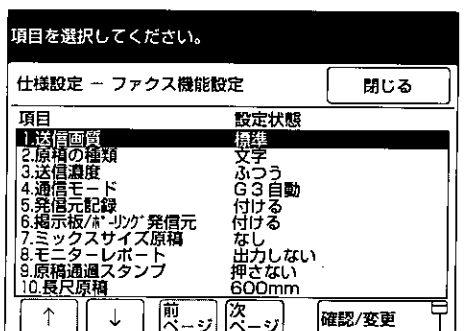 項目を選択してください。
仕様設定 － ファクス機能設定 閉じる
項目 設定状態
1.送信画質 標準
2.原稿の種類 文字
3.送信濃度 ふつう
4.通信モード G3自動
5.発信元記録 付ける
6.掲示板/ﾎﾟｰﾘﾝｸﾞ発信元 付ける
7.ミックスサイズ原稿 なし
8.モニターレポート 出力しない
9.原稿通過スタンプ 押さない
10.長尺原稿 600mm
↑ ↓ 前ページ 次ページ 確認/変更